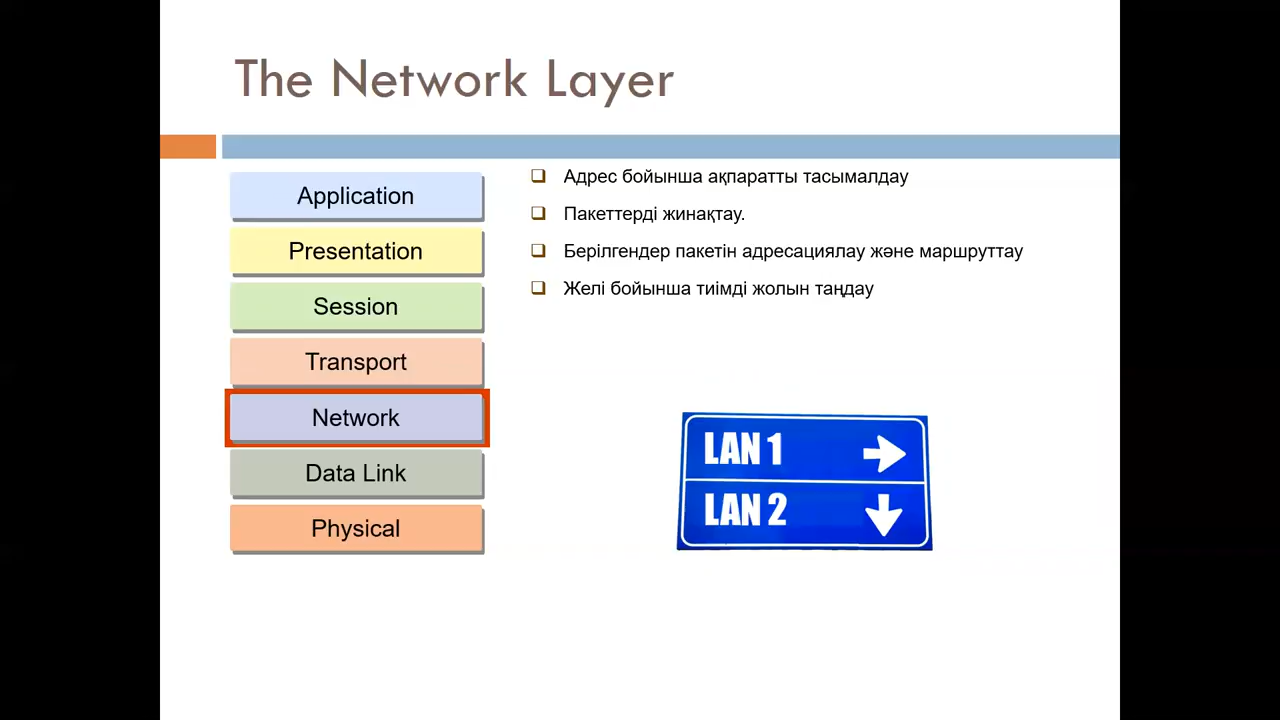 The Network Layer
Application
Presentation
Session
Transport
Network
Data Link
Physical
Адрес бойынша ақпаратты тасымалдау
Пакеттерді жинақтау.
Берілгендер пакетін адресациялау және маршруттау
Желі бойынша тиімді жолын таңдау
LAN 1
LAN 2